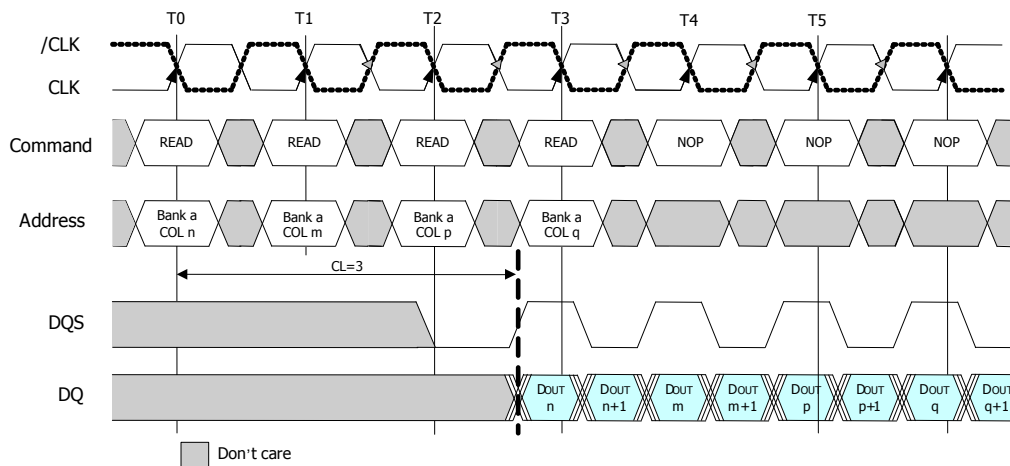 T0 T1 T2 T3 T4 T5
/CLK
CLK
Command READ READ READ READ NOP NOP NOP
Address Bank a COL n Bank a COL m Bank a COL p Bank a COL q
CL=3
DQS
DQ DOUT n DOUT n+1 DOUT m DOUT m+1 DOUT p DOUT p+1 DOUT q DOUT q+1
Don't care